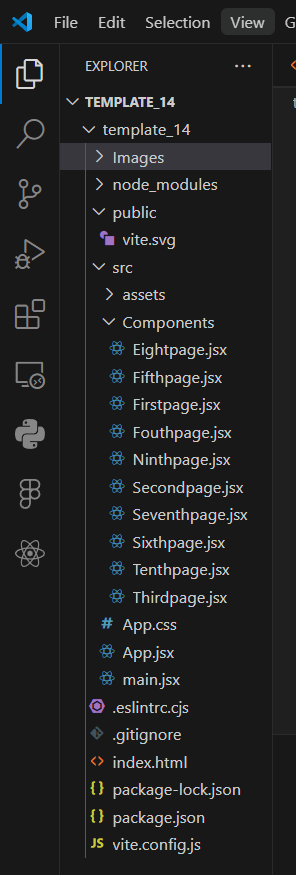 File Edit Selection View G
EXPLORER ...
TEMPLATE_14
template_14
Images
node_modules
public
vite.svg
src
assets
Components
Eightpage.jsx
Fifthpage.jsx
Firstpage.jsx
Fouthpage.jsx
Ninthpage.jsx
Secondpage.jsx
Seventhpage.jsx
Sixthpage.jsx
Tenthpage.jsx
Thirdpage.jsx
# App.css
App.jsx
main.jsx
.eslintrc.cjs
.gitignore
<> index.html
{} package-lock.json
{} package.json
JS vite.config.js